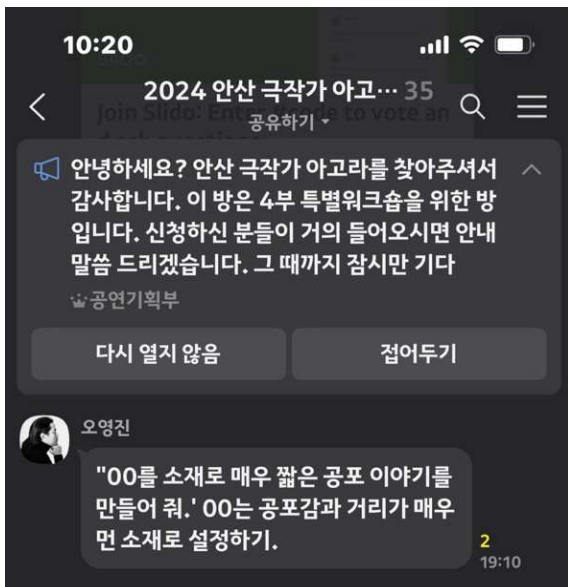 10:20
2024 안산 극작가 아고… 35
공유하기
Join Slido: Enter #code to vote an
안녕하세요? 안산 극작가 아고라를 찾아주셔서
감사합니다. 이 방은 4부 특별워크숍을 위한 방
입니다. 신청하신 분들이 거의 들어오시면 안내
말씀 드리겠습니다. 그 때까지 잠시만 기다
공연기획부
다시 열지 않음
접어두기
오영진
"00를 소재로 매우 짧은 공포 이야기를
만들어 줘.' 00는 공포감과 거리가 매우
먼 소재로 설정하기.
2
19:10